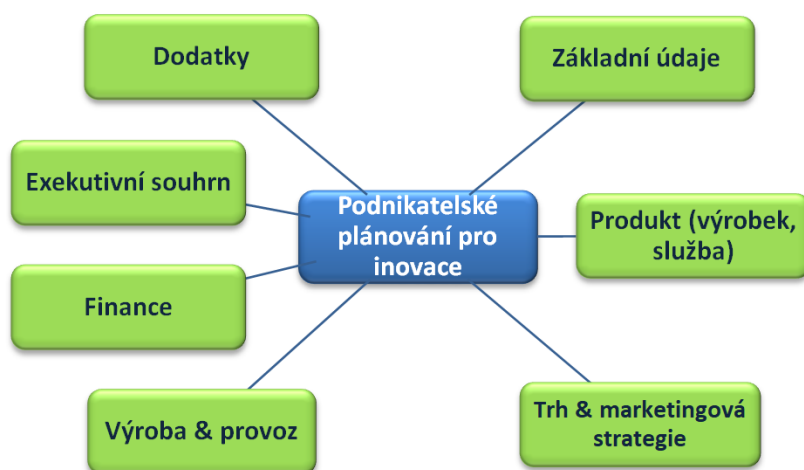 Dodatky
Základní údaje
Exekutivní souhrn
Podnikatelské
plánování pro
inovace
Produkt (výrobek,
služba)
Finance
Výroba & provoz
Trh & marketingová
strategie